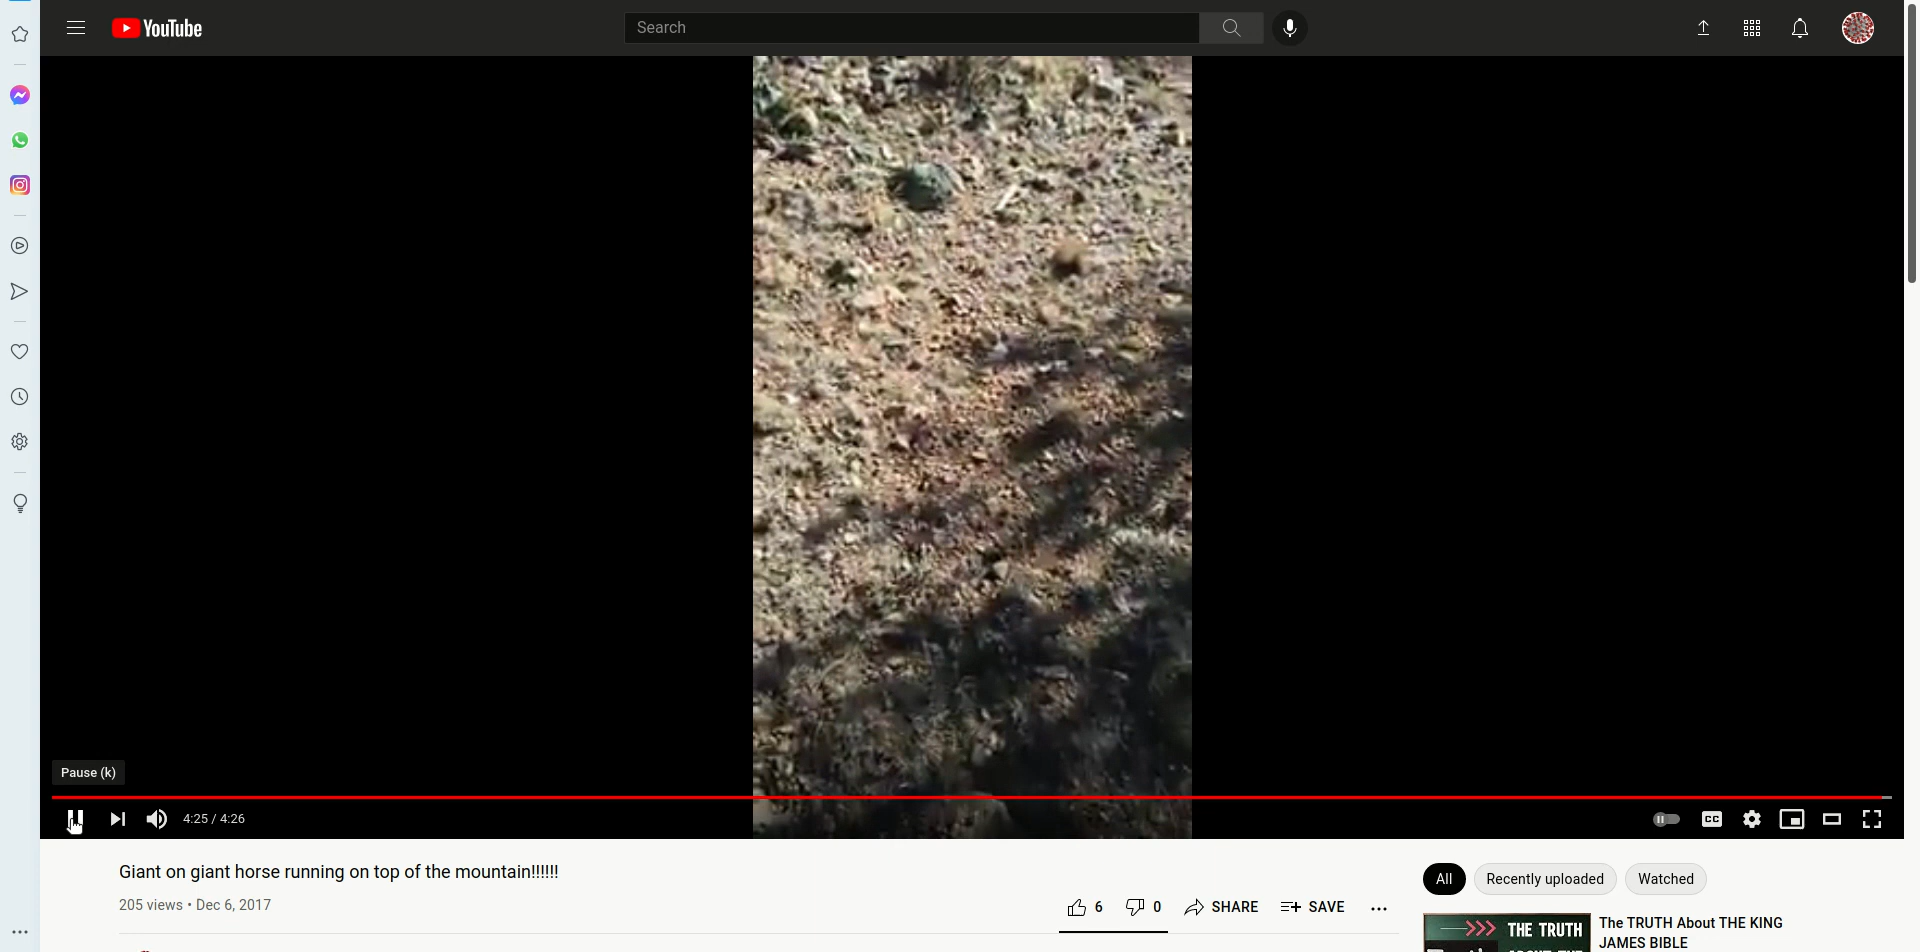 YouTube
Search
Pause (k)
4:25 / 4:26
CC
Giant on giant horse running on top of the mountain!!!!!!
205 views • Dec 6, 2017
6
0
SHARE
SAVE
All
Recently uploaded
Watched
THE TRUTH
The TRUTH About THE KING
JAMES BIBLE